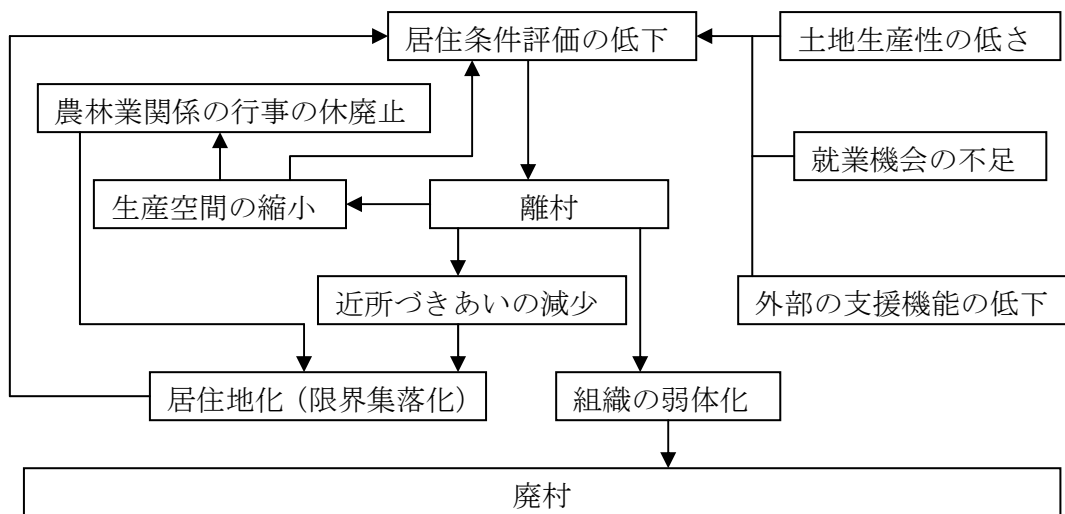 居住条件評価の低下
土地生産性の低さ
農林業関係の行事の休廃止
就業機会の不足
生産空間の縮小
離村
近所づきあいの減少
外部の支援機能の低下
居住地化（限界集落化）
組織の弱体化
廃村